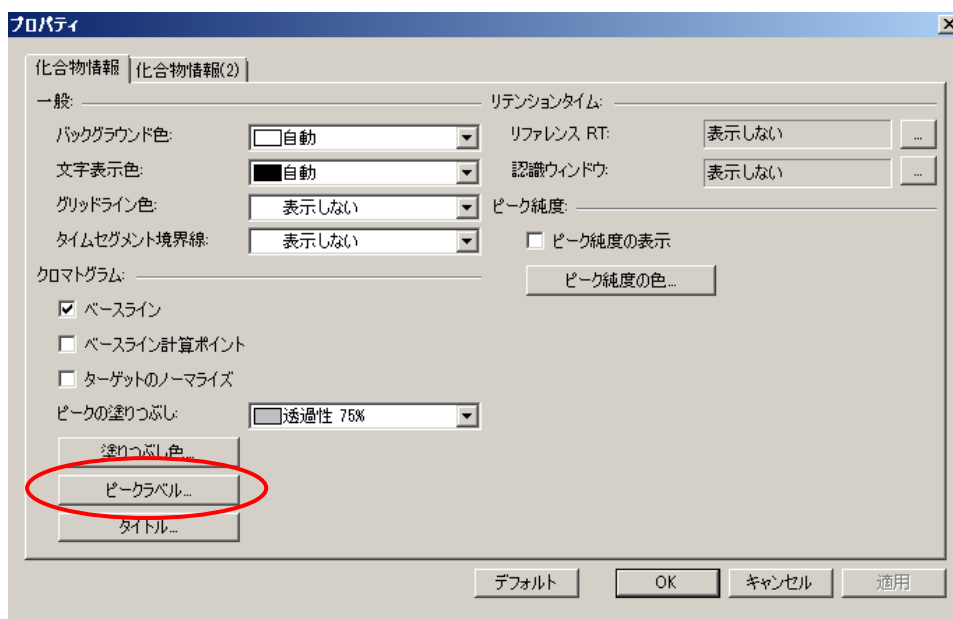 プロパティ
化合物情報
化合物情報(2)
一般:
バックグラウンド色:
自動
文字表示色:
自動
グリッドライン色:
表示しない
タイムセグメント境界線:
表示しない
クロマトグラム:
ベースライン
ベースライン計算ポイント
ターゲットのノーマライズ
ピークの塗りつぶし:
透過性 75%
塗りつぶし色...
ピークラベル...
タイトル...
リテンションタイム:
リファレンス RT:
表示しない
...
認識ウィンドウ:
表示しない
...
ピーク純度:
ピーク純度の表示
ピーク純度の色...
デフォルト
OK
キャンセル
適用